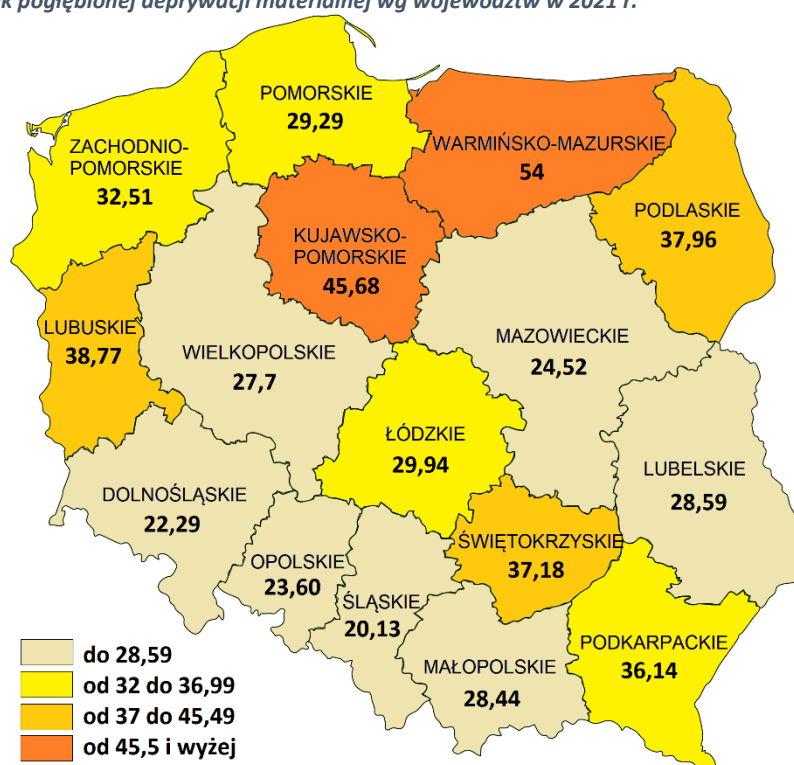 k pogłębionej deprywacji materialnej wg województw w 2021 r.
POMORSKIE
29,29
ZACHODNIO-
POMORSKIE
32,51
WARMIŃSKO-MAZURSKIE
54
PODLASKIE
37,96
KUJAWSKO-
POMORSKIE
45,68
LUBUSKIE
38,77
WIELKOPOLSKIE
27,7
MAZOWIECKIE
24,52
ŁÓDZKIE
29,94
LUBELSKIE
28,59
DOLNOŚLĄSKIE
22,29
OPOLSKIE
23,60
ŚLĄSKIE
20,13
ŚWIĘTOKRZYSKIE
37,18
MAŁOPOLSKIE
28,44
PODKARPACKIE
36,14
do 28,59
od 32 do 36,99
od 37 do 45,49
od 45,5 i wyżej